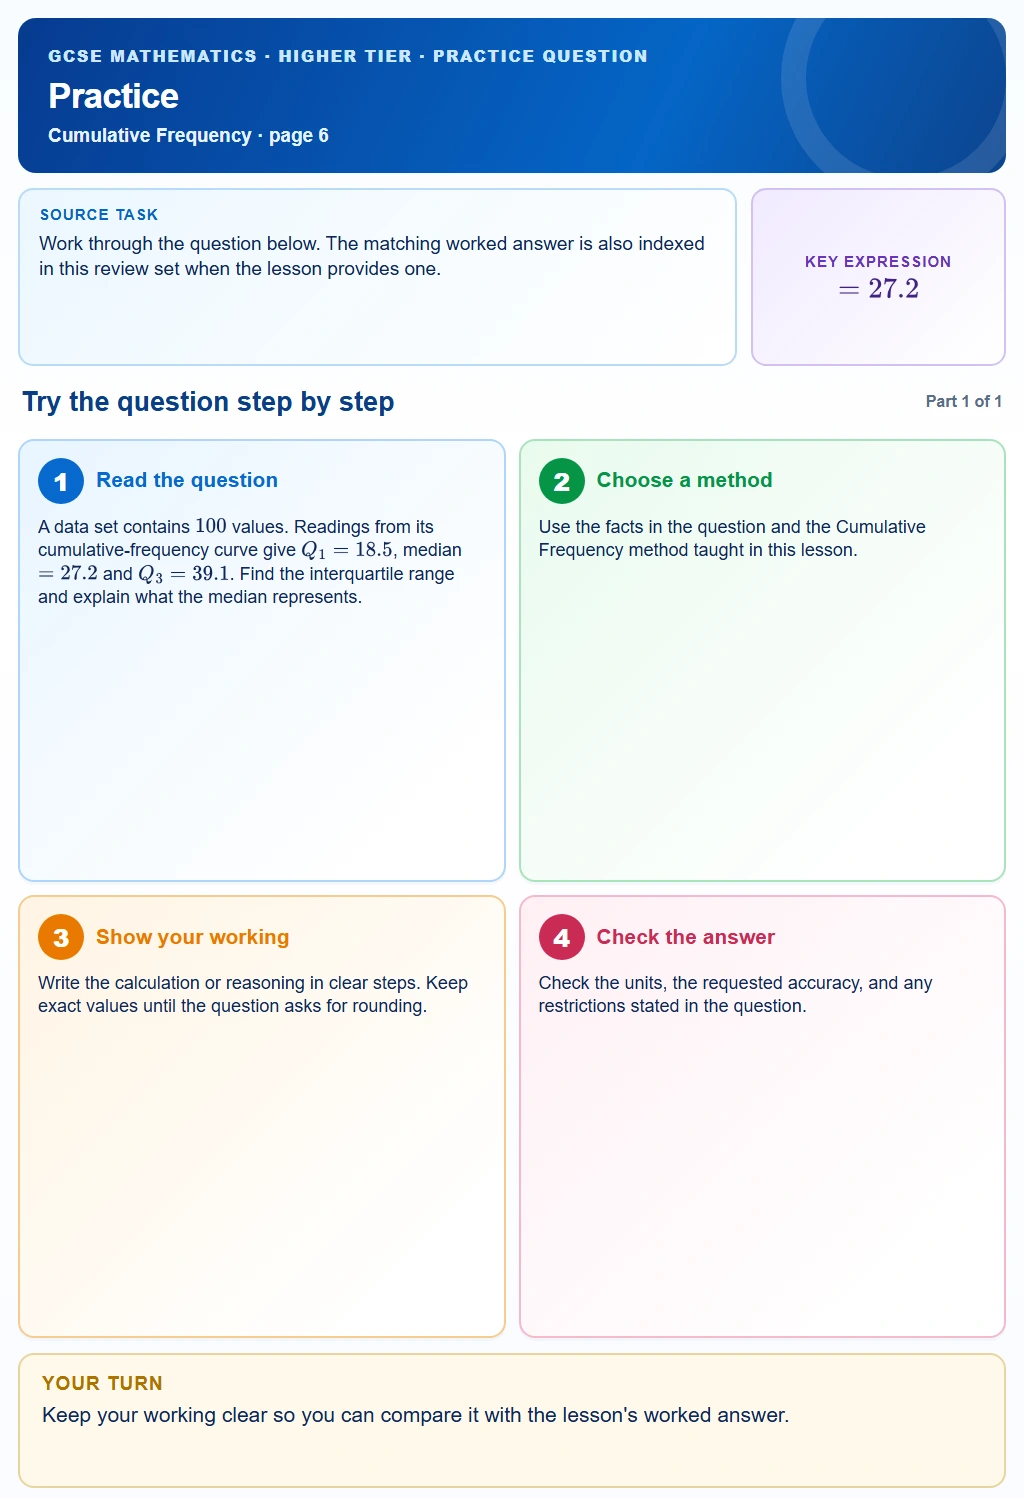 GCSE MATHEMATICS · HIGHER TIER · PRACTICE QUESTION
Practice
Cumulative Frequency · page 6
SOURCE TASK
Work through the question below. The matching worked answer is also indexed
in this review set when the lesson provides one.
KEY EXPRESSION
= 27.2
Try the question step by step
Part 1 of 1
1 Read the question
A data set contains 100 values. Readings from its
cumulative-frequency curve give Q₁ = 18.5, median
= 27.2 and Q₃ = 39.1. Find the interquartile range
and explain what the median represents.
2 Choose a method
Use the facts in the question and the Cumulative
Frequency method taught in this lesson.
3 Show your working
Write the calculation or reasoning in clear steps. Keep
exact values until the question asks for rounding.
4 Check the answer
Check the units, the requested accuracy, and any
restrictions stated in the question.
YOUR TURN
Keep your working clear so you can compare it with the lesson's worked answer.